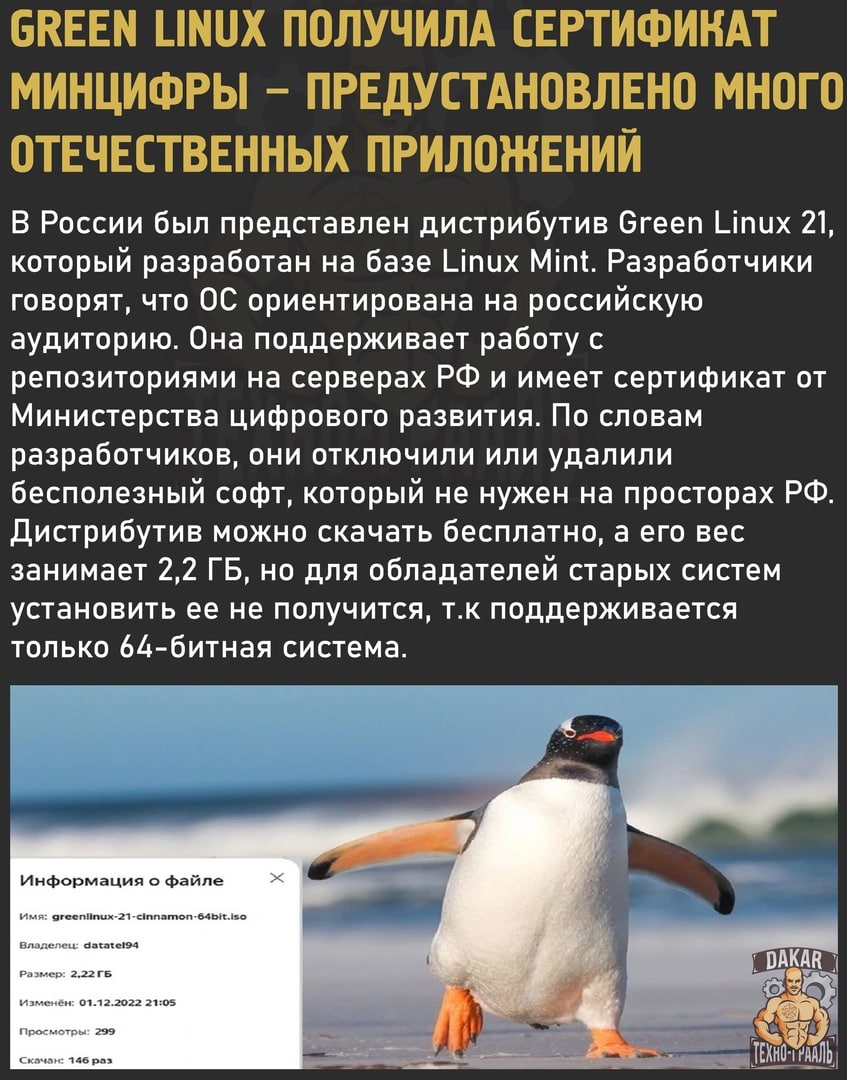 GREEN LINUX ПОЛУЧИЛА СЕРТИФИКАТ
МИНЦИФРЫ – ПРЕДУСТАНОВЛЕНО МНОГО
ОТЕЧЕСТВЕННЫХ ПРИЛОЖЕНИЙ
В России был представлен дистрибутив Green Linux 21,
который разработан на базе Linux Mint. Разработчики
говорят, что ОС ориентирована на российскую
аудиторию. Она поддерживает работу с
репозиториями на серверах РФ и имеет сертификат от
Министерства цифрового развития. По словам
разработчиков, они отключили или удалили
бесполезный софт, который не нужен на просторах РФ.
Дистрибутив можно скачать бесплатно, а его вес
занимает 2,2 ГБ, но для обладателей старых систем
установить ее не получится, т.к поддерживается
только 64-битная система.
Информация о файле
Имя: greenlinux-21-cinnamon-64bit.iso
Владелец: datate194
Размер: 2,22 ГБ
Изменён: 01.12.2022 21:05
Просмотры: 299
Скачан: 146 раз
DAKAR
ТЕХНО-ГРААЛЬ